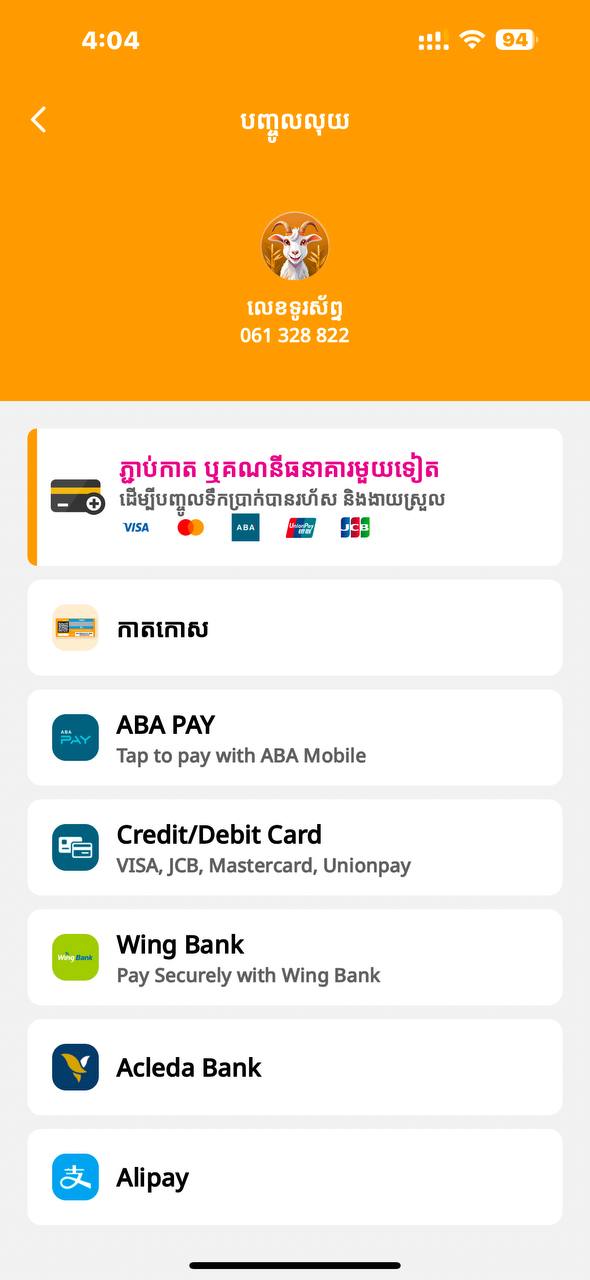 4:04
94
បញ្ចូលលុយ
លេខទូរស័ព្ទ
061 328 822
ភ្ជាប់កាត ឬគណនីធនាគារមួយទៀត
ដើម្បីបញ្ចូលទឹកប្រាក់បានរហ័ស និងងាយស្រួល
VISA ABA UnionPay 银联 JCB
កាតកោស
ABA PAY
ABA PAY
Tap to pay with ABA Mobile
Credit/Debit Card
VISA, JCB, Mastercard, Unionpay
Wing Bank
Wing Bank
Pay Securely with Wing Bank
Acleda Bank
支
Alipay